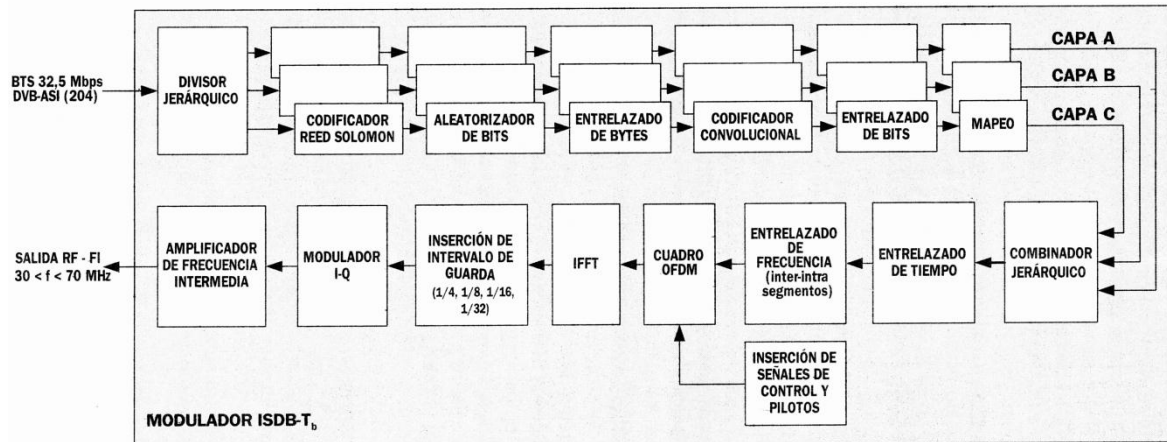 BTS 32,5 Mbps
DVB-ASI (204)
DIVISOR
JERÁRQUICO
CODIFICADOR
REED SOLOMON
ALEATORIZADOR
DE BITS
ENTRELAZADO
DE BYTES
CODIFICADOR
CONVOLUCIONAL
ENTRELAZADO
DE BITS
MAPEO
CAPA A
CAPA B
CAPA C
SALIDA RF - FI
30 < f < 70 MHz
AMPLIFICADOR
DE FRECUENCIA
INTERMEDIA
MODULADOR
I-Q
INSERCIÓN DE
INTERVALO DE
GUARDA
(1/4, 1/8, 1/16,
1/32)
IFFT
CUADRO
OFDM
ENTRELAZADO
DE
FRECUENCIA
(inter-intra
segmentos)
ENTRELAZADO
DE TIEMPO
COMBINADOR
JERÁRQUICO
INSERCIÓN DE
SEÑALES DE
CONTROL Y
PILOTOS
MODULADOR ISDB-Tb